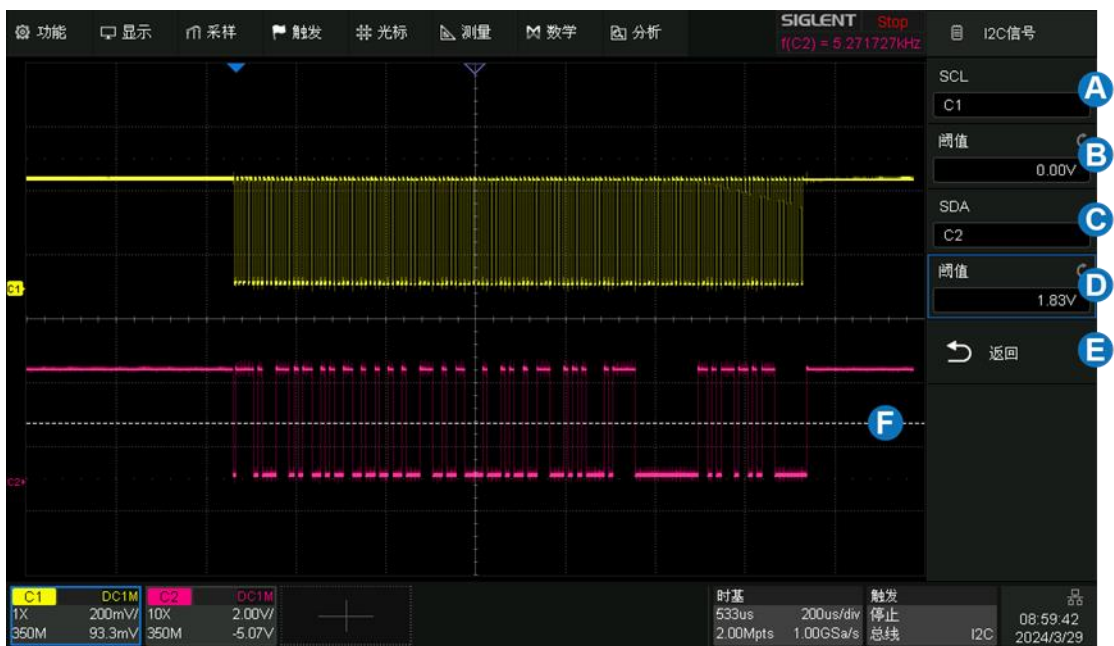 功能 显示 采样 触发 光标 测量 数学 分析
SIGLENT Stop
f(C2) = 5.271727kHz
I2C信号
SCL
A
C1
阈值
B
0.00V
SDA
C
C2
阈值
D
1.83V
返回
E
C1
F
C2
C1 DC1M
1X 200mV/
350M 93.3mV
C2 DC1M
10X 2.00V/
350M -5.07V
时基
533us 200us/div
2.00Mpts 1.00GSa/s
触发
停止
总线 I2C
08:59:42
2024/3/29